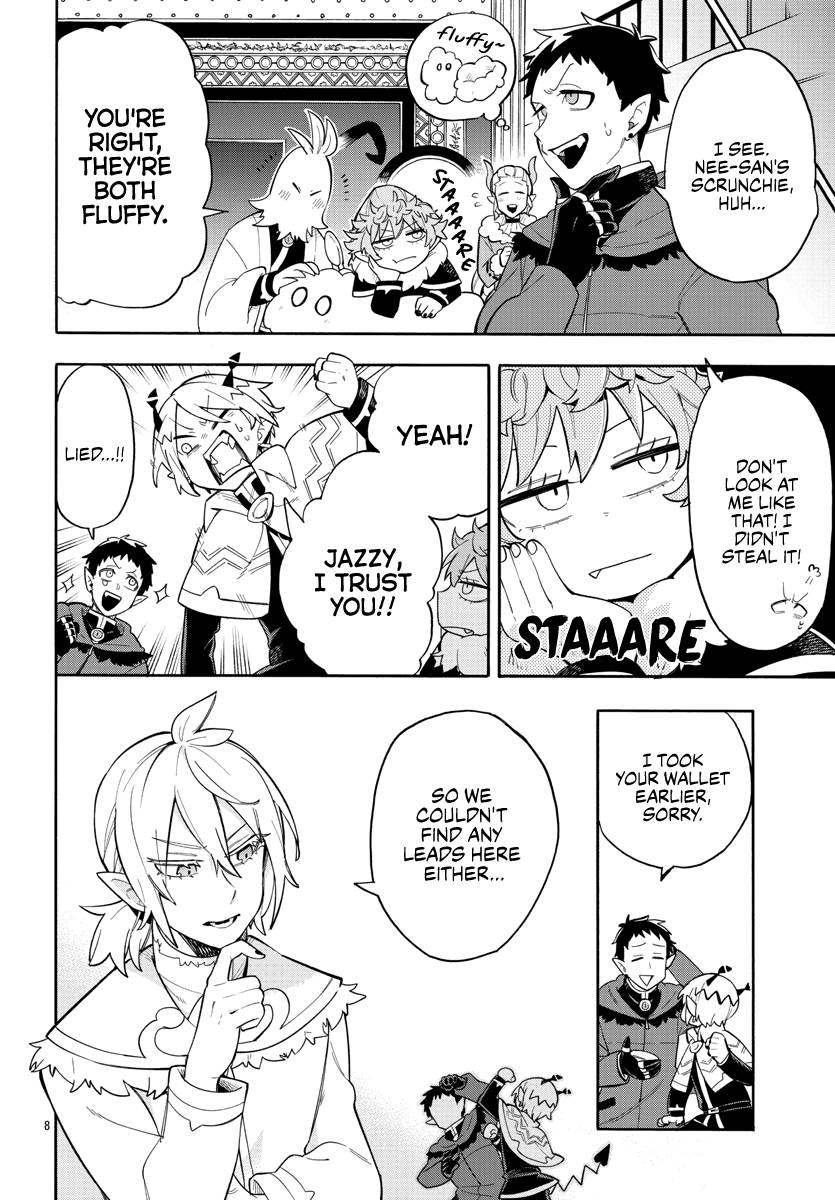 I SEE.
NEE-SAN'S
SCRUNCHIE,
HUH...
fluffy~
STAAAARE
YOU'RE
RIGHT,
THEY'RE
BOTH
FLUFFY.
DON'T
LOOK AT
ME LIKE
THAT! I
DIDN'T
STEAL IT!
STAAARE
YEAH!
JAZZY,
I TRUST
YOU!!
LIED...!!
I TOOK
YOUR WALLET
EARLIER,
SORRY.
SO WE
COULDN'T
FIND ANY
LEADS HERE
EITHER...
8